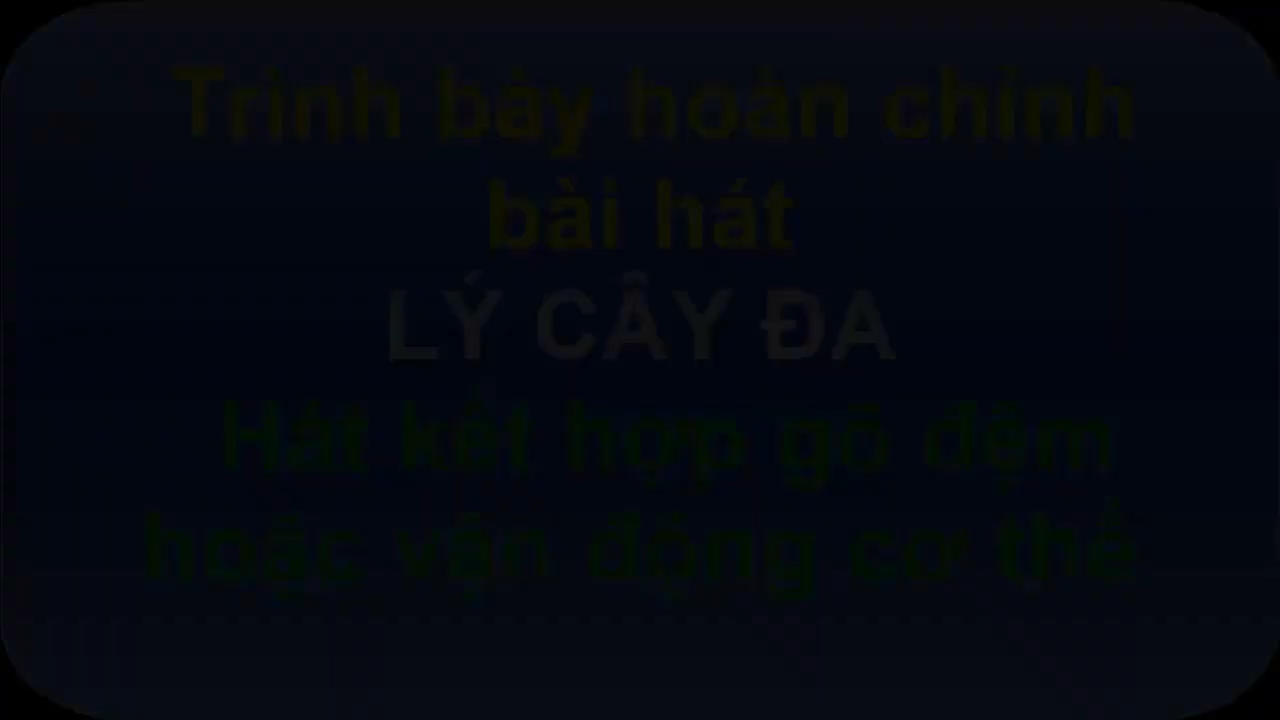 Trình bày hoàn chỉnh
bài hát
LÝ CÂY ĐA
Hát kết hợp gõ đệm
hoặc vận động cơ thể